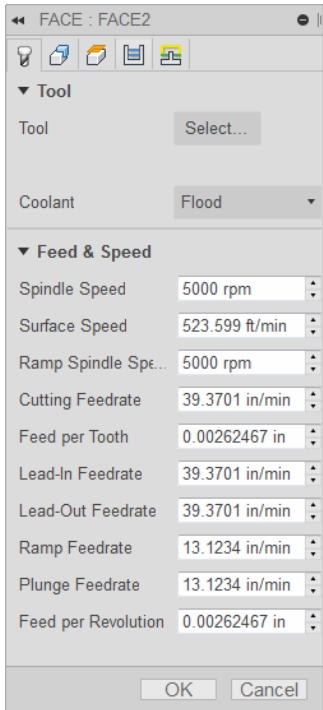 FACE : FACE2
Tool
Tool Select...
Coolant Flood
Feed & Speed
Spindle Speed 5000 rpm
Surface Speed 523.599 ft/min
Ramp Spindle Spe... 5000 rpm
Cutting Feedrate 39.3701 in/min
Feed per Tooth 0.00262467 in
Lead-In Feedrate 39.3701 in/min
Lead-Out Feedrate 39.3701 in/min
Ramp Feedrate 13.1234 in/min
Plunge Feedrate 13.1234 in/min
Feed per Revolution 0.00262467 in
OK Cancel